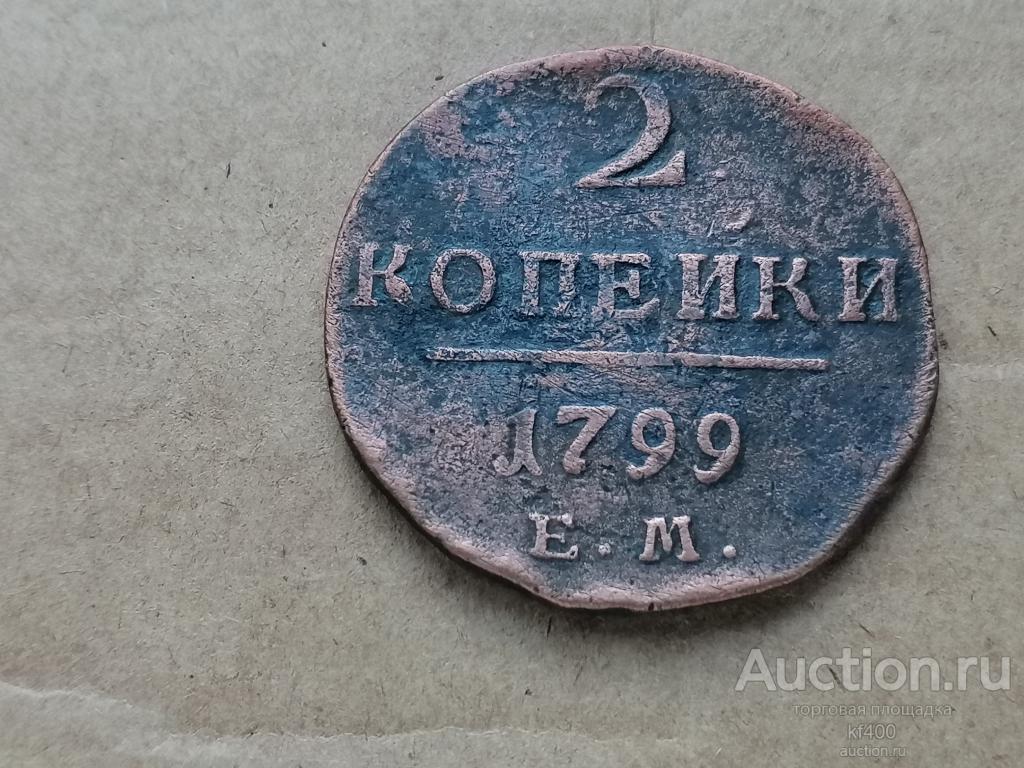 2
КОПЕЙКИ
1799
Е. М.
Auction.ru
торговая площадка
kf400
auction.ru